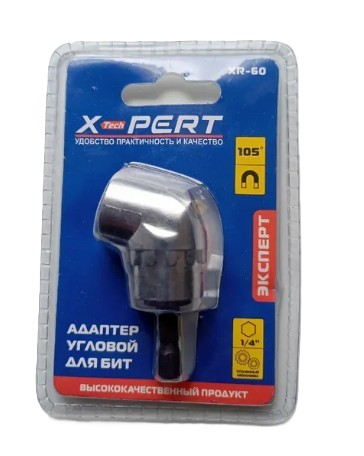 XR-60
X-Tech PERT
УДОБСТВО ПРАКТИЧНОСТЬ И КАЧЕСТВО
105°
ЭКСПЕРТ
АДАПТЕР
УГЛОВОЙ
ДЛЯ БИТ
1/4"
ВЫСОКОКАЧЕСТВЕННЫЙ ПРОДУКТ